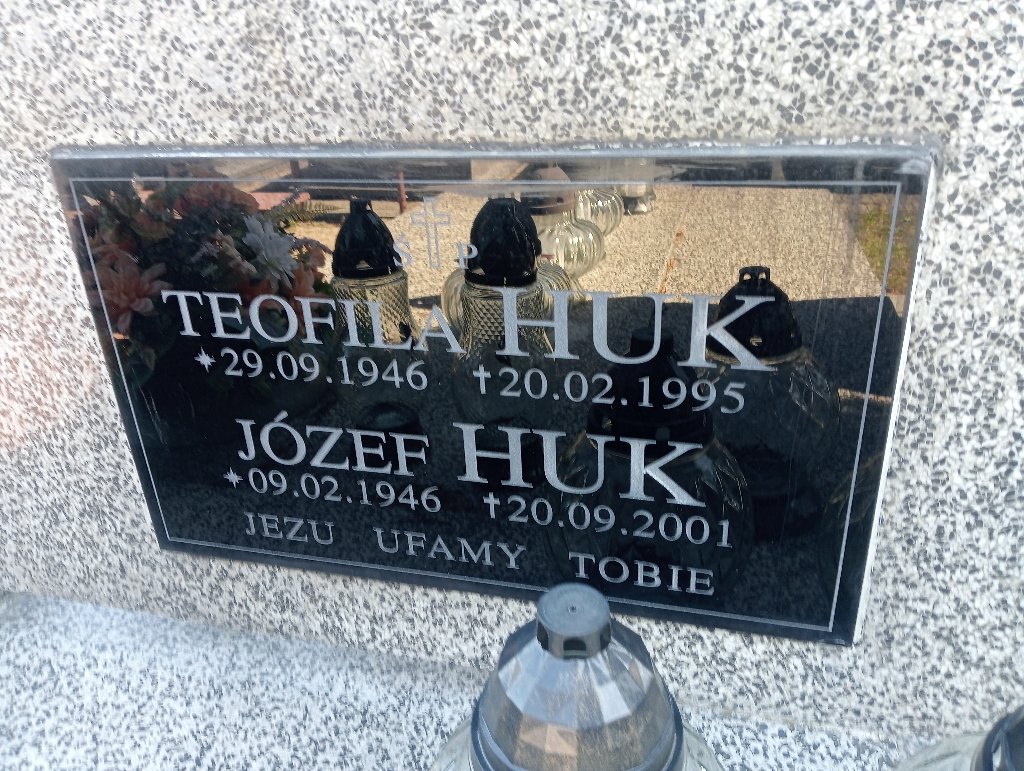 S P
TEOFILA HUK
*29.09.1946 †20.02.1995
JÓZEF HUK
*09.02.1946 †20.09.2001
JEZU UFAMY TOBIE